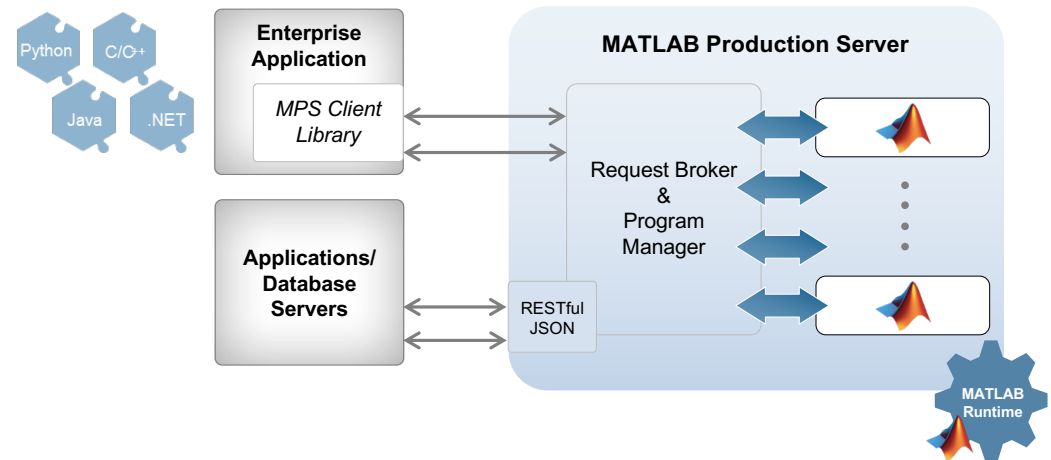 Python
C/C++
Java
.NET
Enterprise
Application
MPS Client
Library
Applications/
Database
Servers
MATLAB Production Server
Request Broker
&
Program
Manager
RESTful
JSON
MATLAB
Runtime